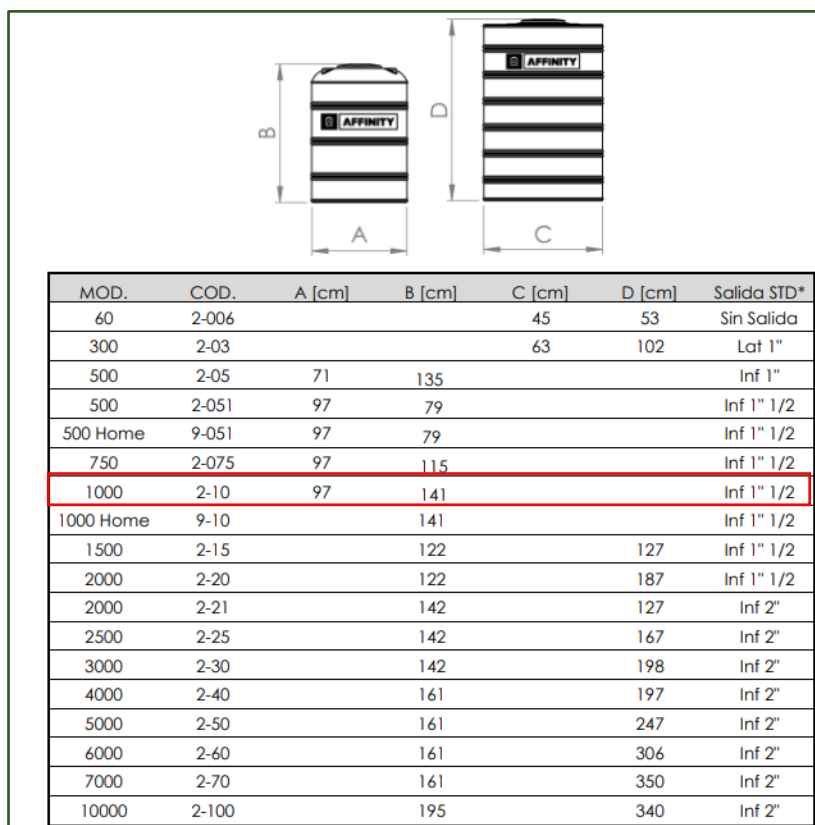 D
AFFINITY
B
AFFINITY
A
C
MOD. COD. A [cm] B [cm] C [cm] D [cm] Salida STD*
60 2-006 45 53 Sin Salida
300 2-03 63 102 Lat 1"
500 2-05 71 135 Inf 1"
500 2-051 97 79 Inf 1" 1/2
500 Home 9-051 97 79 Inf 1" 1/2
750 2-075 97 115 Inf 1" 1/2
1000 2-10 97 141 Inf 1" 1/2
1000 Home 9-10 141 Inf 1" 1/2
1500 2-15 122 127 Inf 1" 1/2
2000 2-20 122 187 Inf 1" 1/2
2000 2-21 142 127 Inf 2"
2500 2-25 142 167 Inf 2"
3000 2-30 142 198 Inf 2"
4000 2-40 161 197 Inf 2"
5000 2-50 161 247 Inf 2"
6000 2-60 161 306 Inf 2"
7000 2-70 161 350 Inf 2"
10000 2-100 195 340 Inf 2"